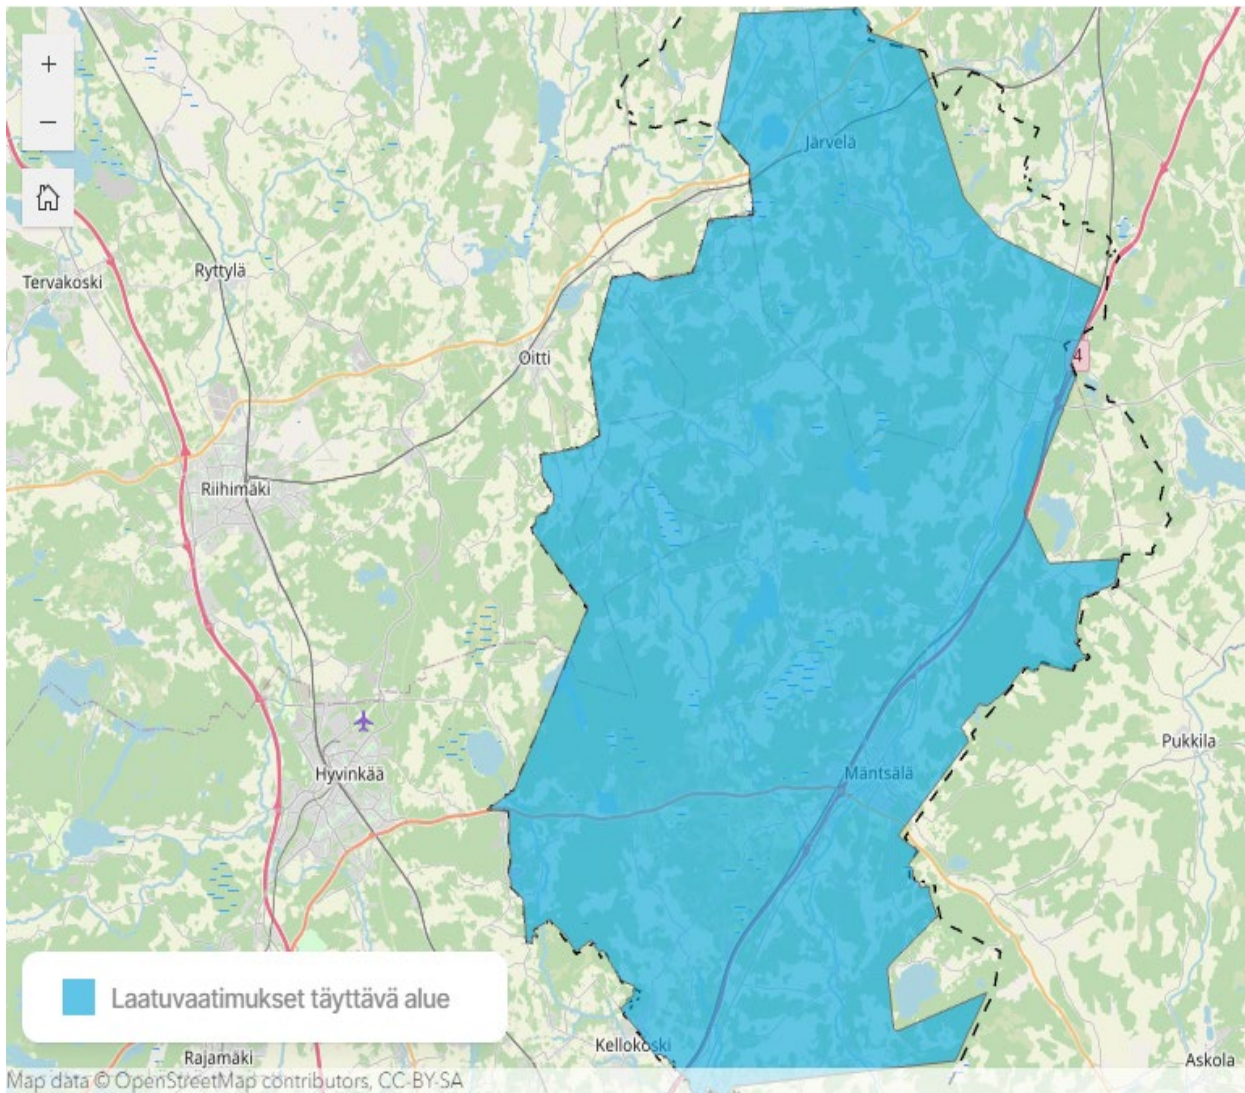 +
−
Järvelä
Tervakoski
Ryttylä
Oitti
4
Riihimäki
Pukkila
Hyvinkää
Mäntsälä
Laatuvaatimukset täyttävä alue
Kellokoski
Rajamäki
Askola
Map data © OpenStreetMap contributors, CC-BY-SA